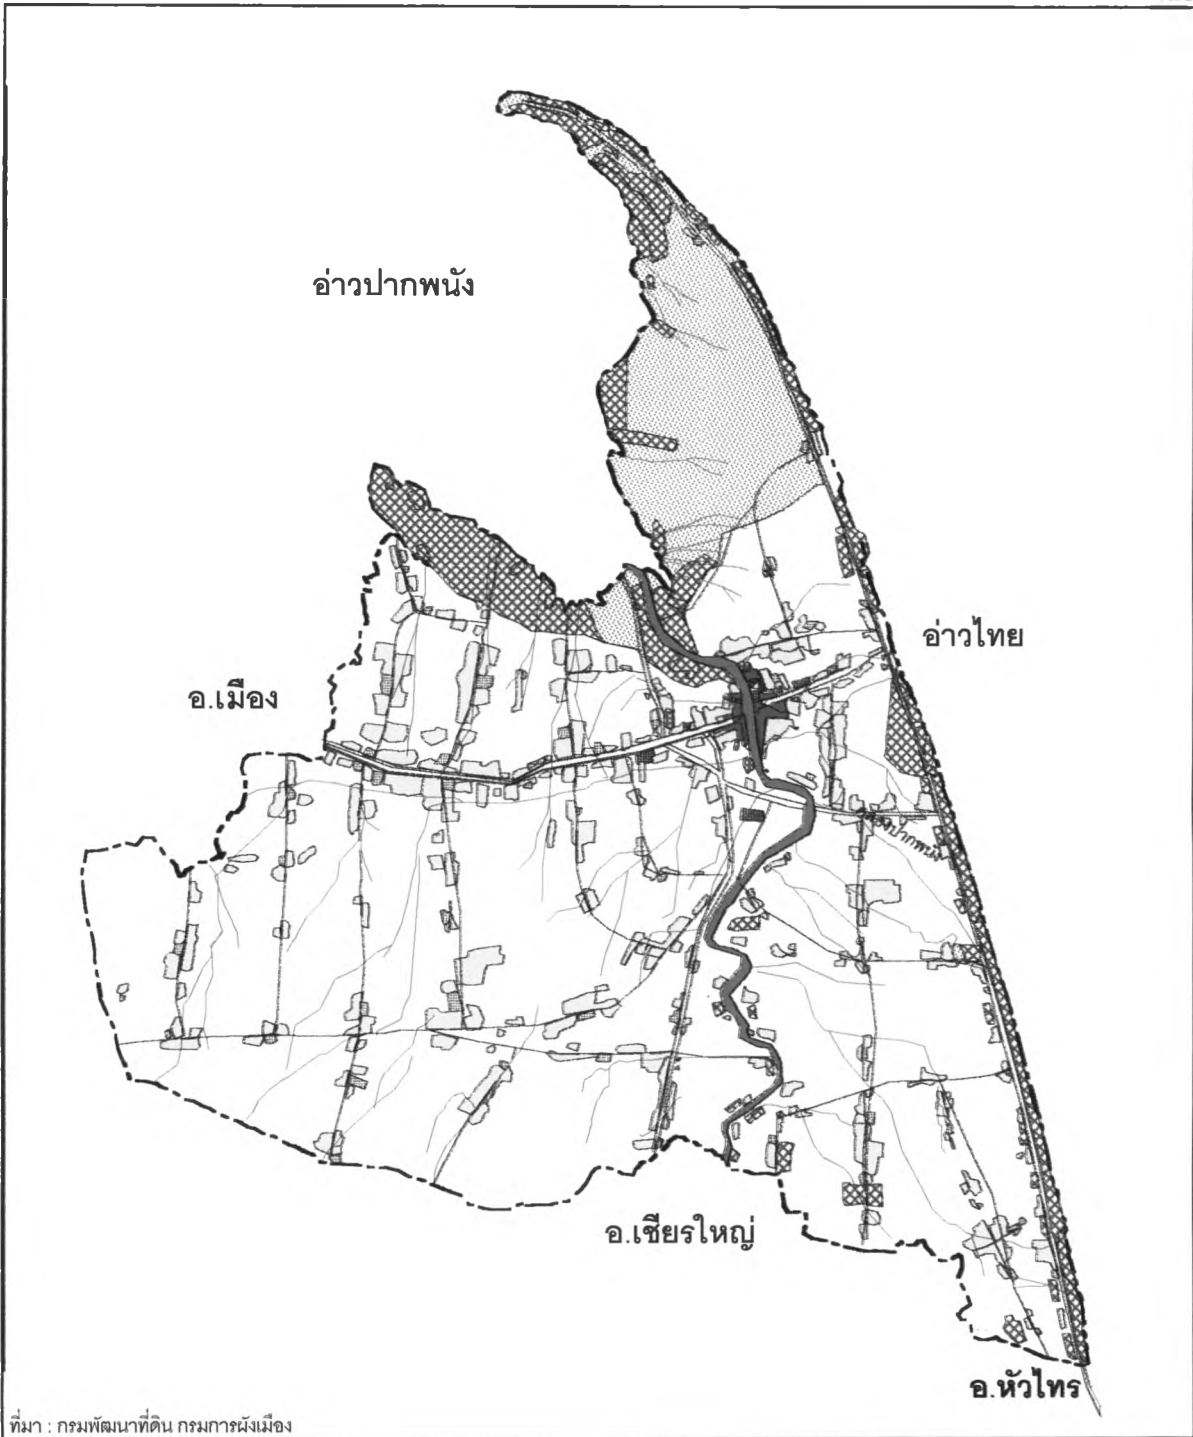 อ่าวปากพนัง
อ่าวไทย
อ.เมือง
อ.เชียรใหญ่
อ.หัวไทร
ที่มา : กรมพัฒนาที่ดิน กรมการผังเมือง